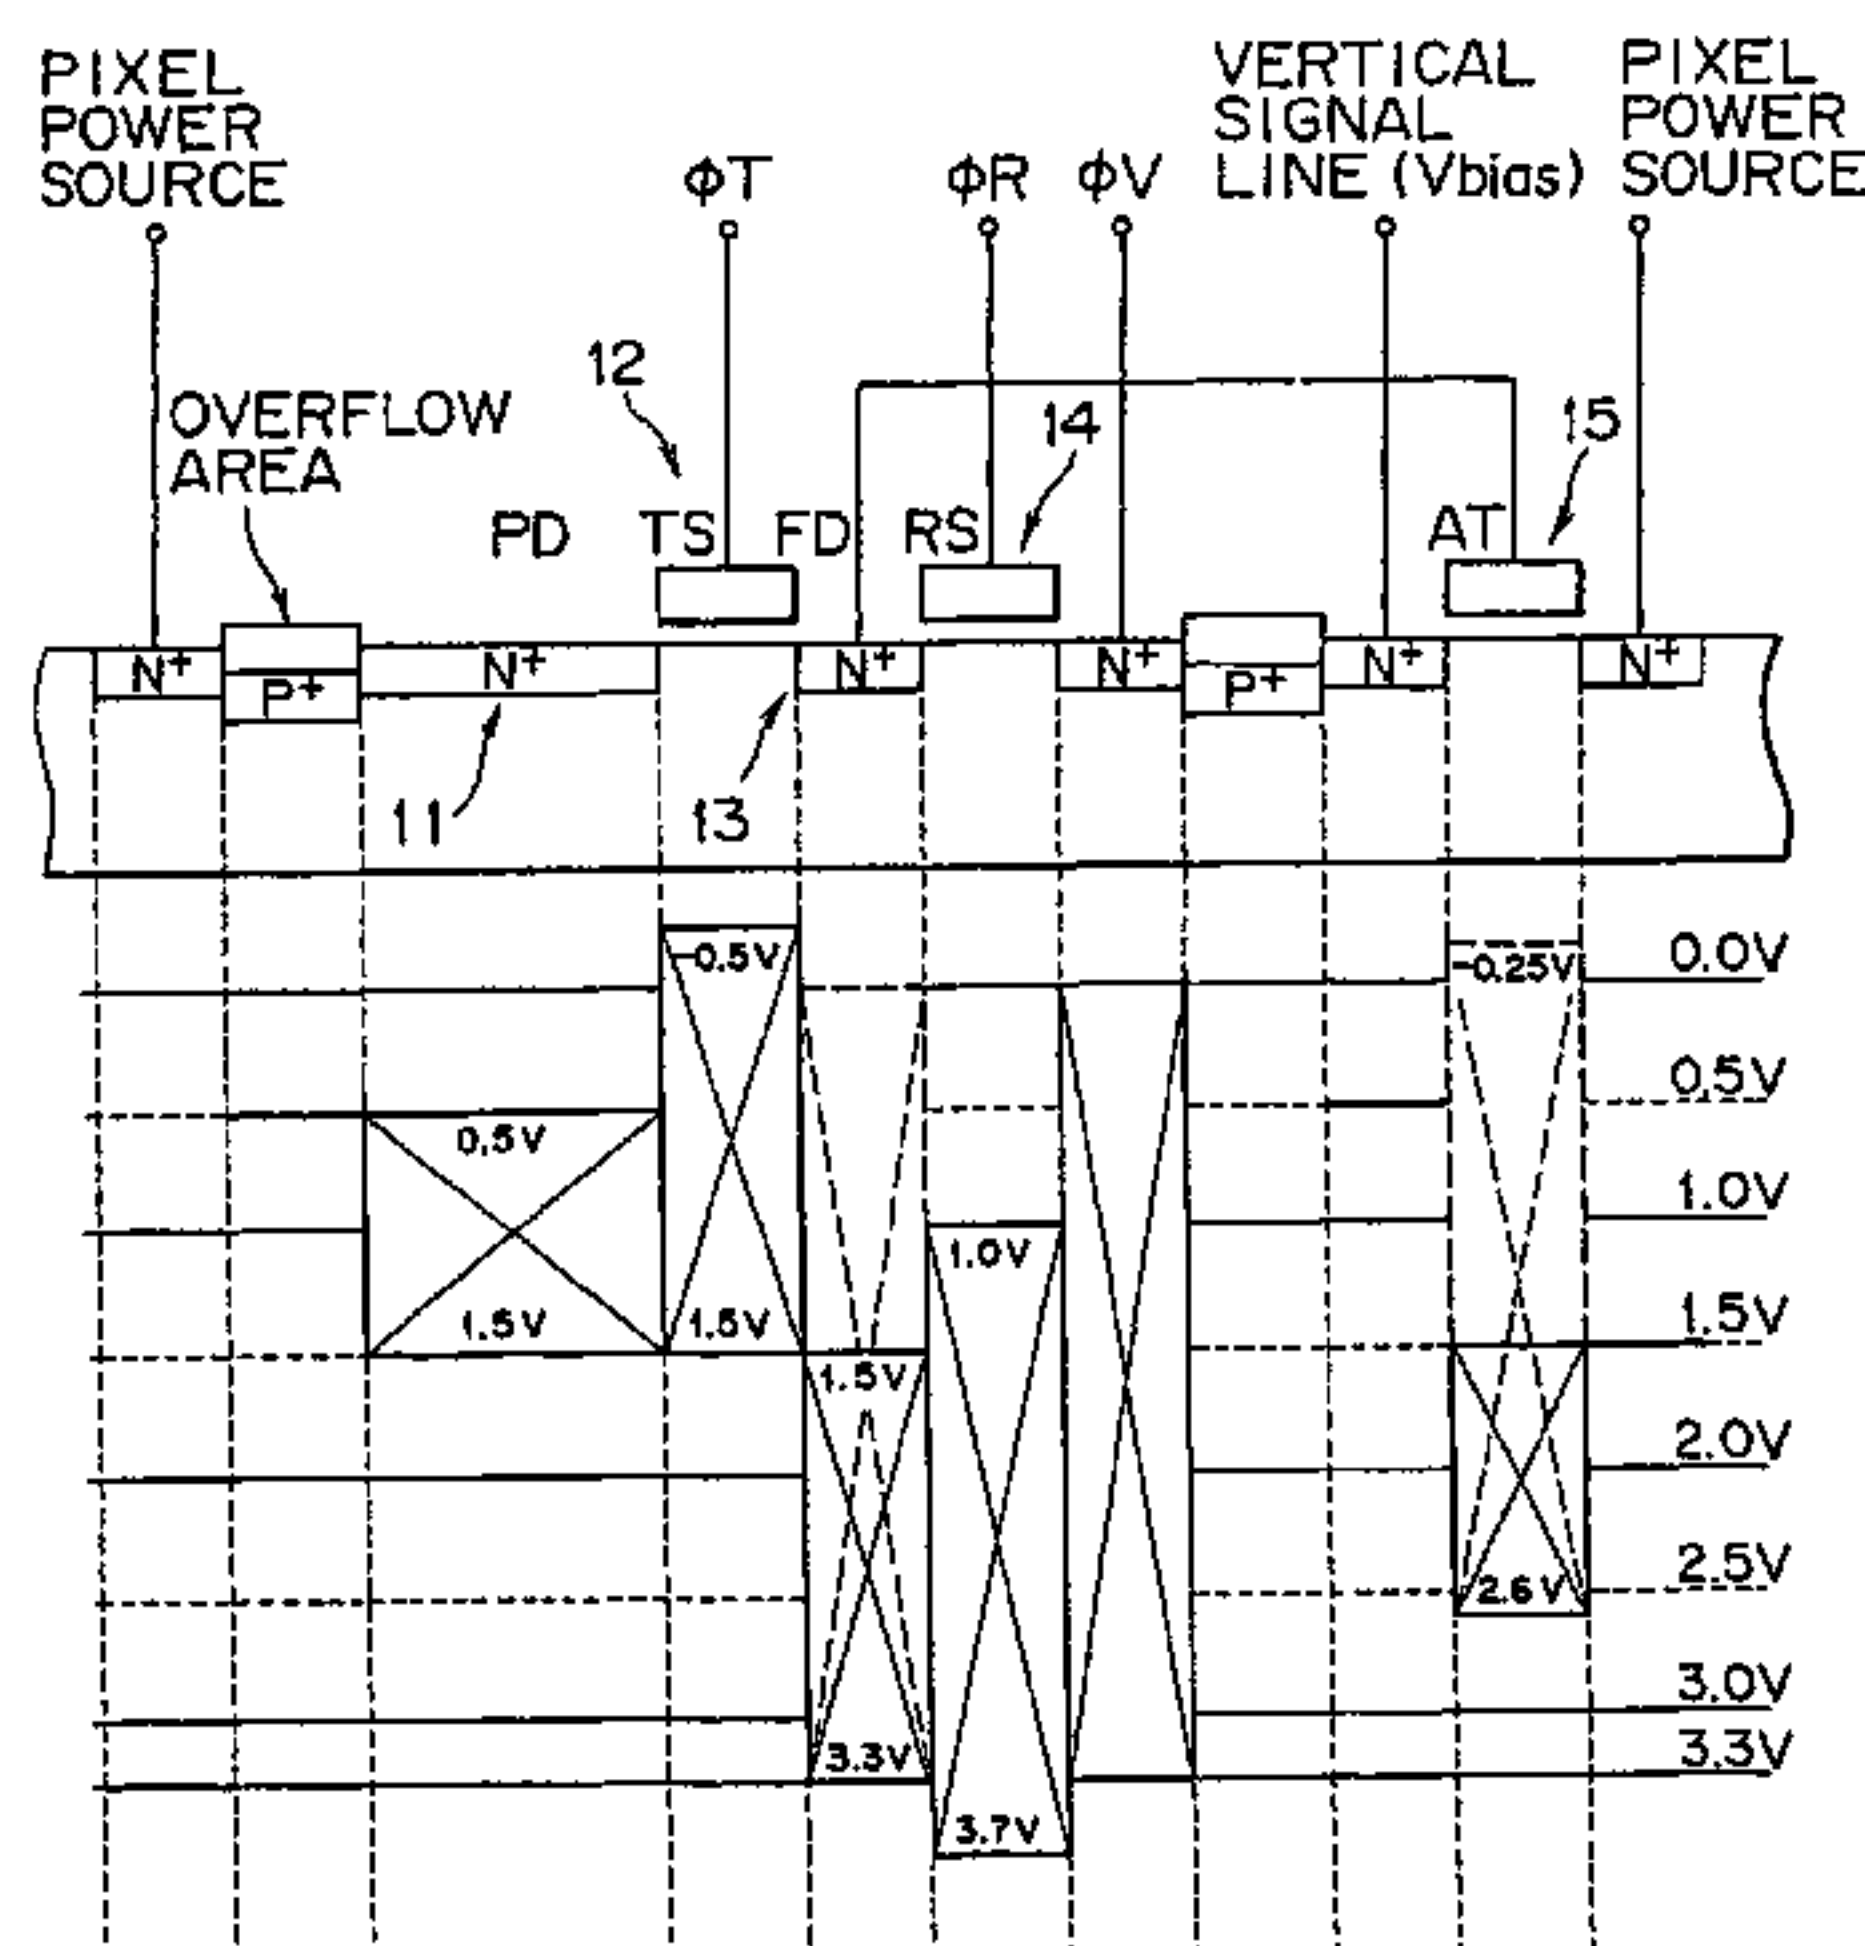 PIXEL
POWER
SOURCE
ϕT
ϕR
ϕV
VERTICAL
SIGNAL
LINE (Vbias)
PIXEL
POWER
SOURCE
OVERFLOW
AREA
12
14
15
PD
TS
FD
RS
AT
N+
P+
N+
N+
N+
P+
N+
N+
11
13
-0.5V
-0.25V
0.0V
0.5V
0.5V
1.0V
1.0V
1.5V
1.5V
1.5V
1.5V
2.0V
2.5V
2.6V
3.0V
3.3V
3.3V
3.7V